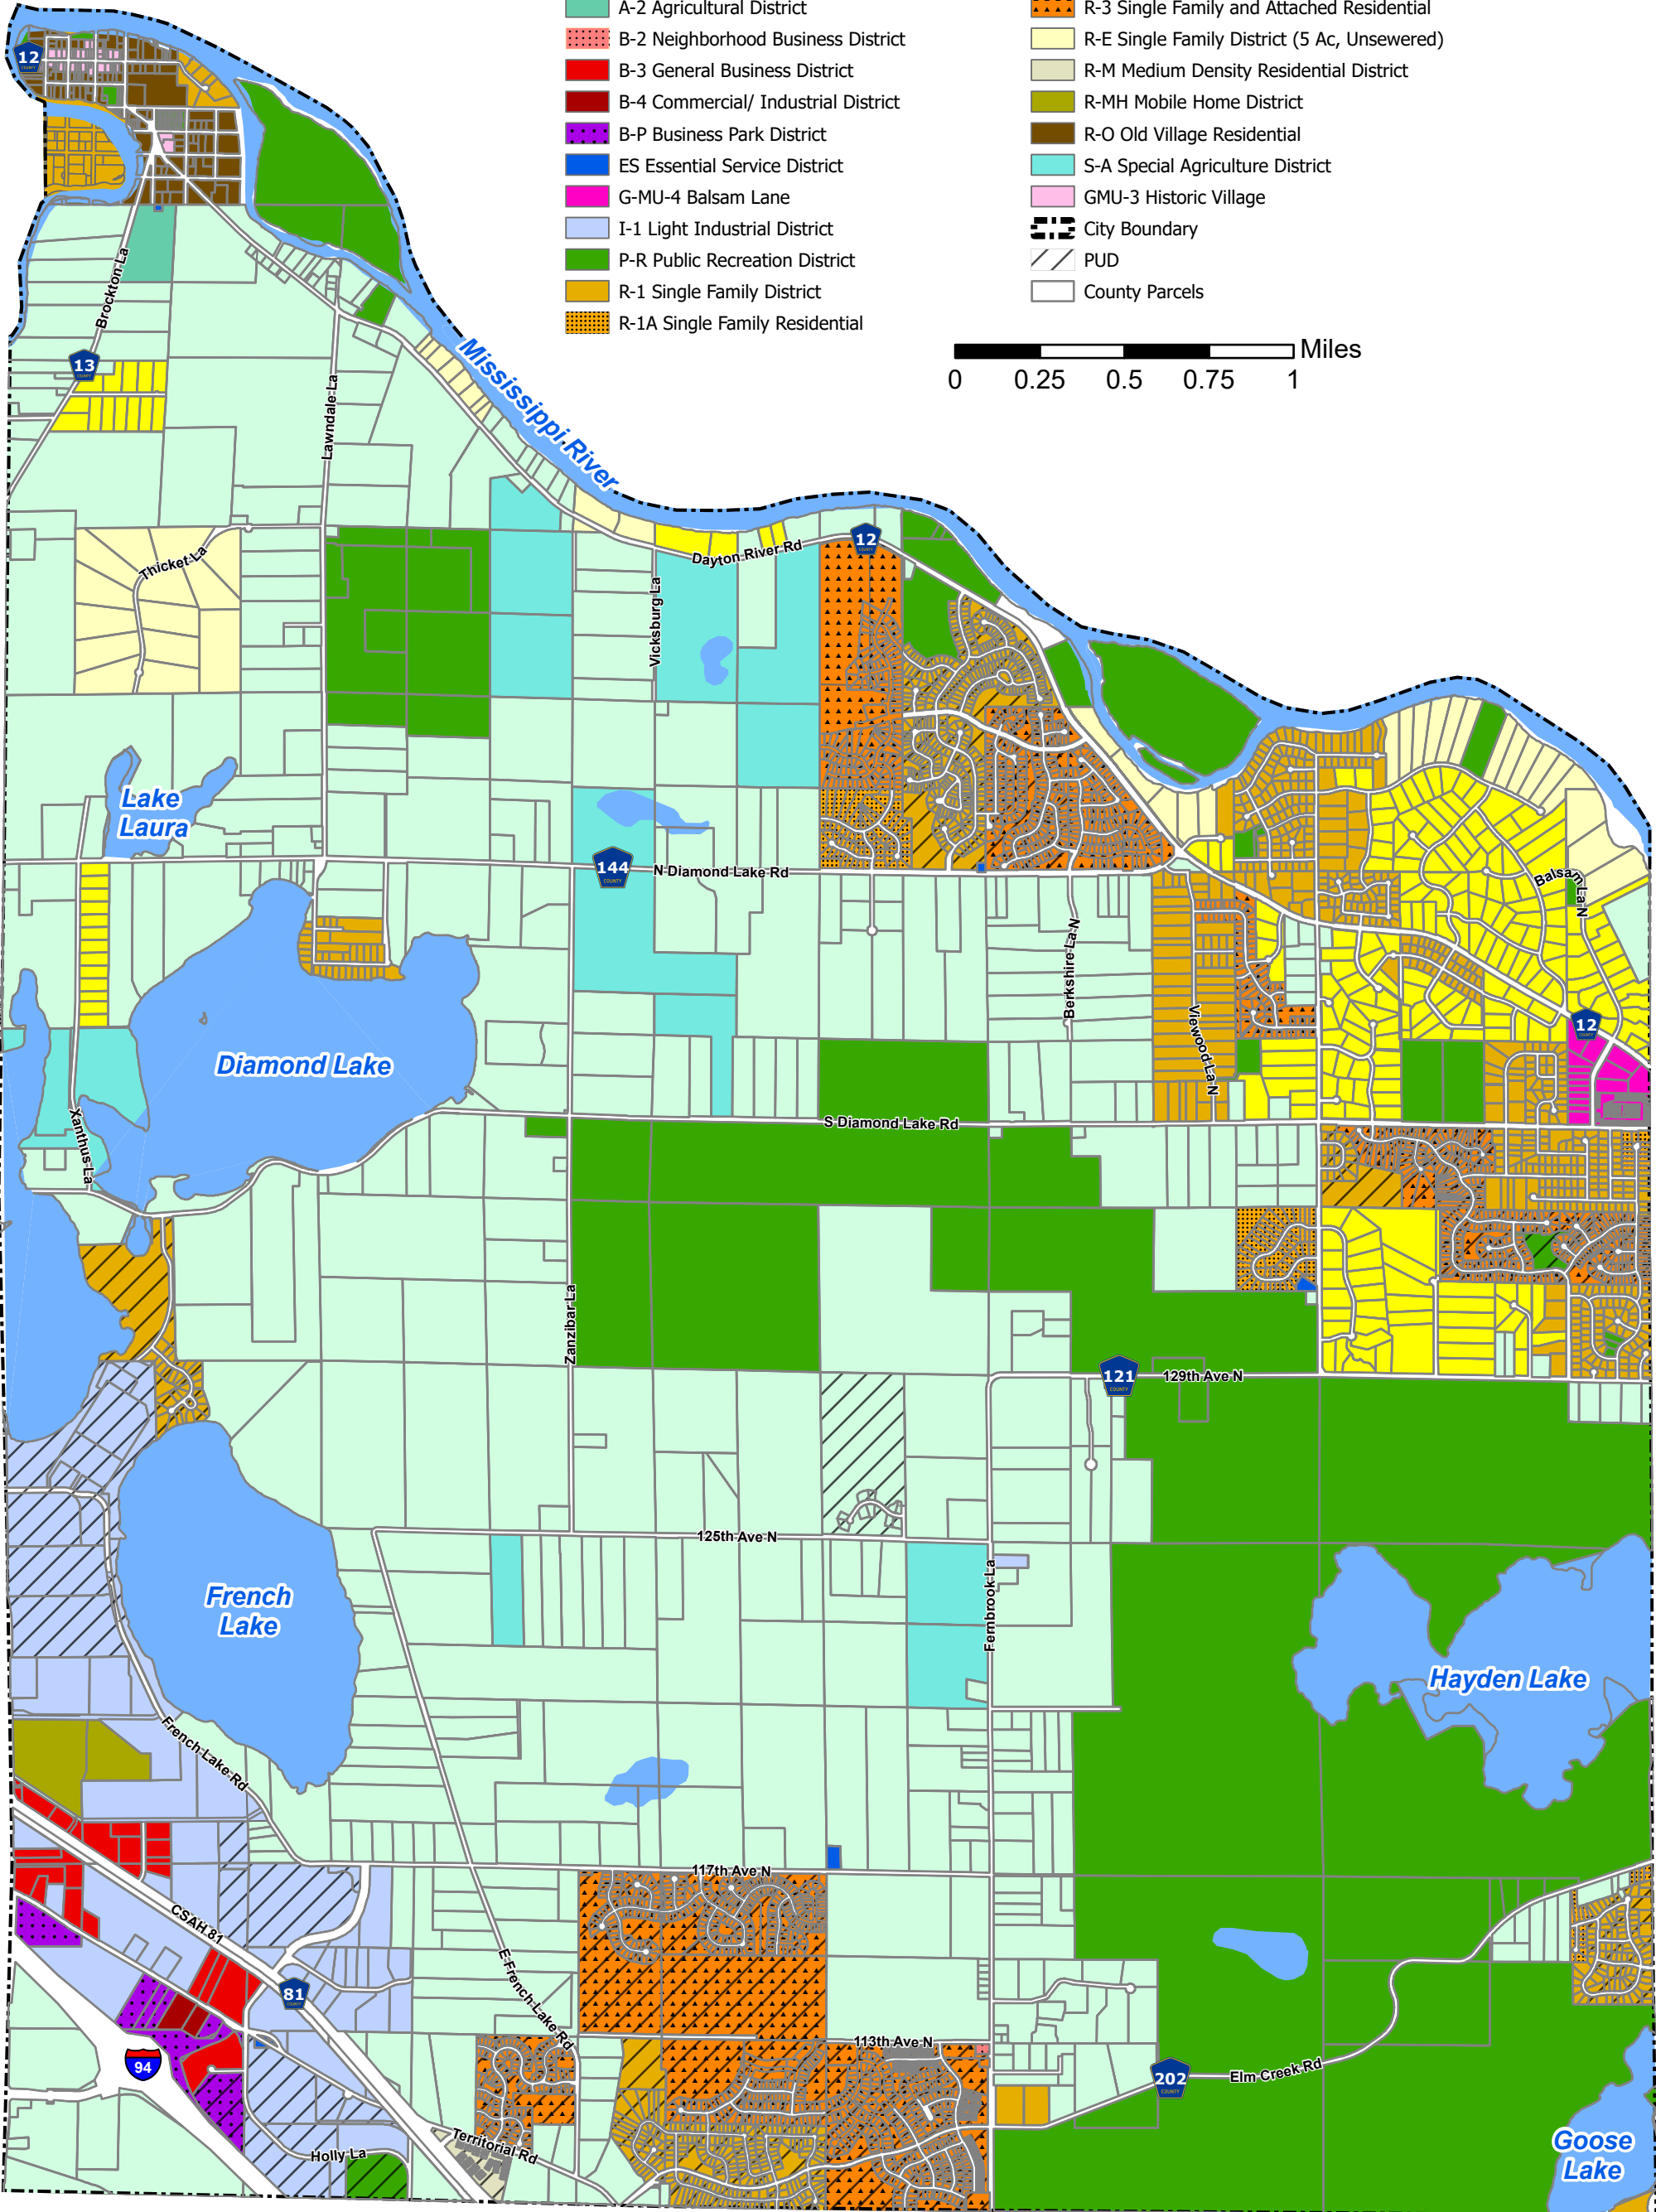 A-2 Agricultural District
B-2 Neighborhood Business District
B-3 General Business District
B-4 Commercial/ Industrial District
B-P Business Park District
ES Essential Service District
G-MU-4 Balsam Lane
I-1 Light Industrial District
P-R Public Recreation District
R-1 Single Family District
R-1A Single Family Residential
R-3 Single Family and Attached Residential
R-E Single Family District (5 Ac, Unsewered)
R-M Medium Density Residential District
R-MH Mobile Home District
R-O Old Village Residential
S-A Special Agriculture District
GMU-3 Historic Village
City Boundary
PUD
County Parcels
Miles
0 0.25 0.5 0.75 1
12
COUNTY
Brockton La
13
COUNTY
Lawndale La
Mississippi River
Thicket La
Vicksburg La
Dayton River Rd
12
COUNTY
Lake
Laura
144
COUNTY
N Diamond Lake Rd
Balsam La N
Berkshire La N
Viewood La N
12
COUNTY
Diamond Lake
Xanthus La
S Diamond Lake Rd
Zanzibar La
121
COUNTY
129th Ave N
125th Ave N
French
Lake
Fernbrook La
Hayden Lake
French Lake Rd
117th Ave N
CSAH 81
81
COUNTY
E French Lake Rd
94
113th Ave N
202
COUNTY
Elm Creek Rd
Territorial Rd
Holly La
Goose
Lake